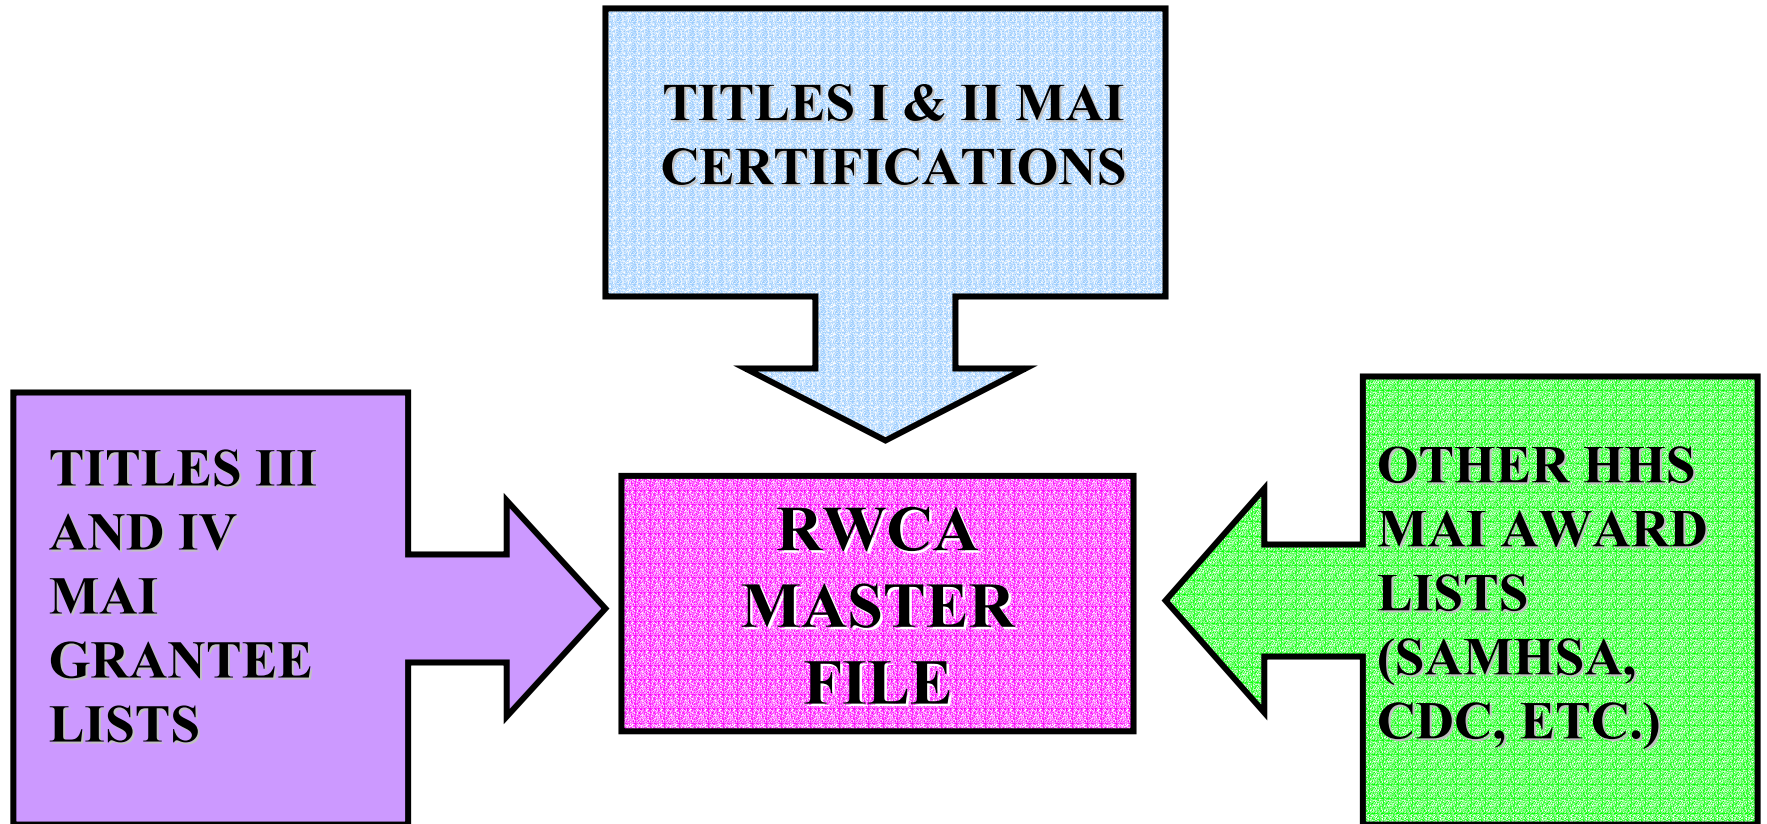 TITLES I & II MAI
CERTIFICATIONS
TITLES III
AND IV
MAI
GRANTEE
LISTS
RWCA
MASTER
FILE
OTHER HHS
MAI AWARD
LISTS
(SAMHSA,
CDC, ETC.)